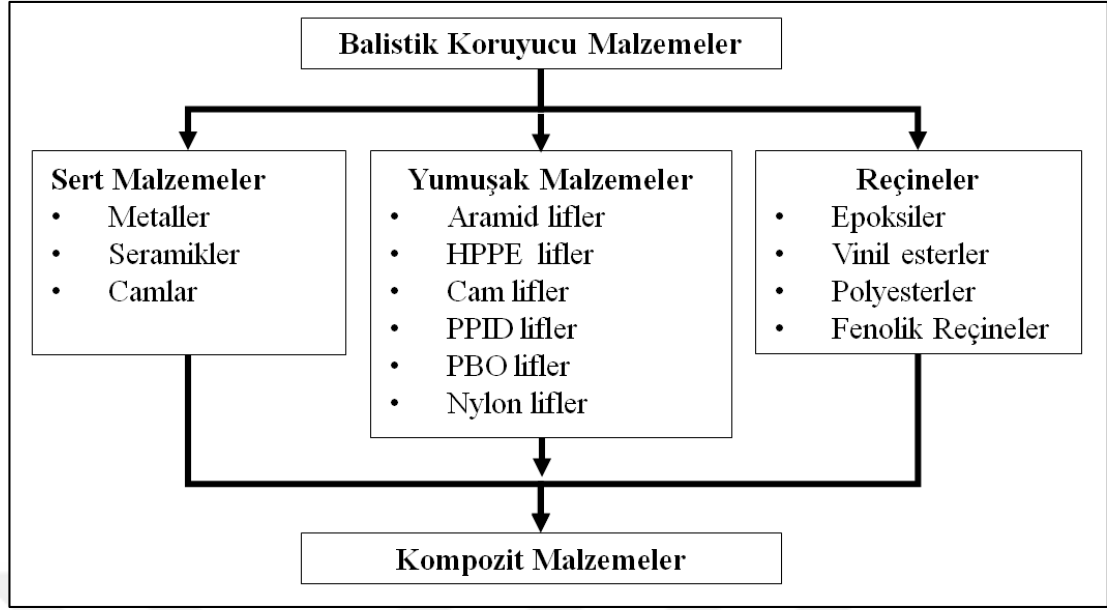 Balistik Koruyucu Malzemeler
Sert Malzemeler
• Metaller
• Seramikler
• Camlar
Yumuşak Malzemeler
• Aramid lifler
• HPPE lifler
• Cam lifler
• PPID lifler
• PBO lifler
• Nylon lifler
Reçineler
• Epoksiler
• Vinil esterler
• Polyesterler
• Fenolik Reçineler
Kompozit Malzemeler